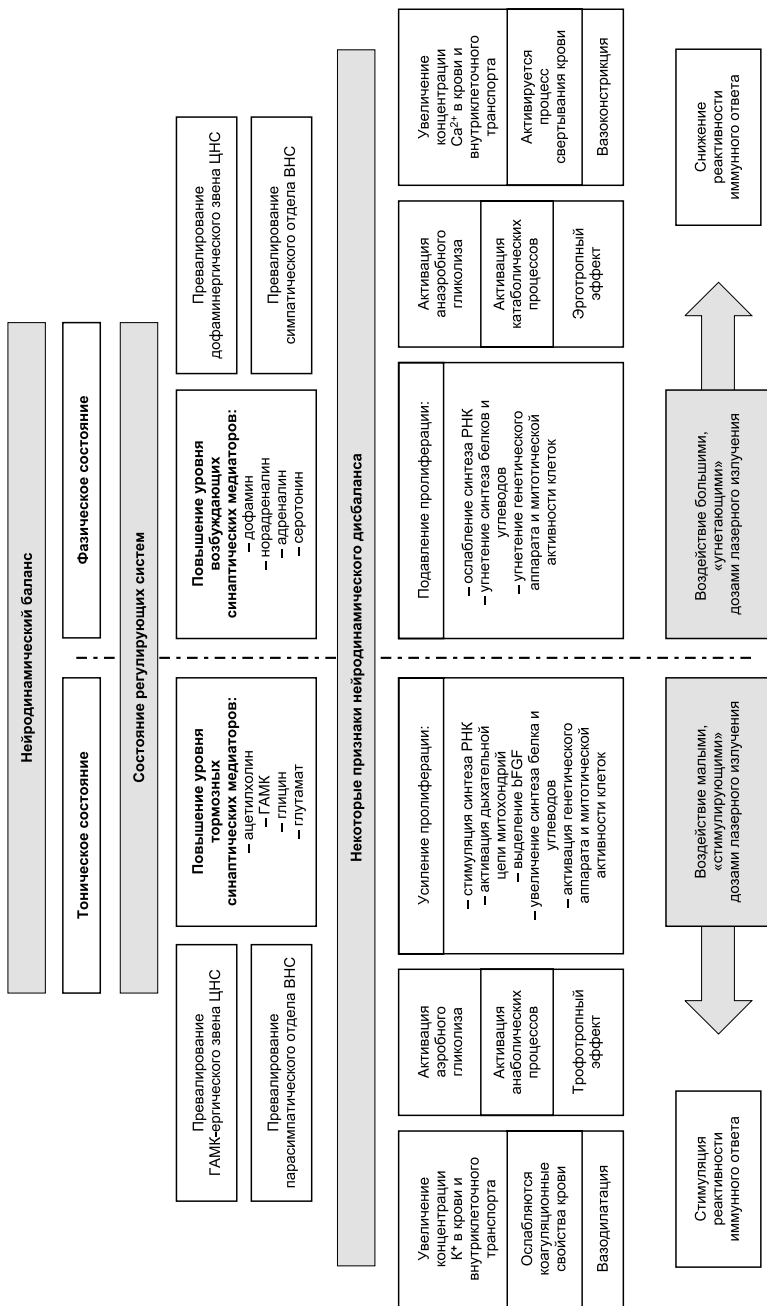 Нейродинамический баланс
Тоническое состояние
Фазическое состояние
Состояние регулирующих систем
Превалирование
ГАМК-ергического звена ЦНС
Превалирование
парасимпатического отдела ВНС
Повышение уровня
тормозных
синаптических медиаторов:
– ацетилхолин
– ГАМК
– глицин
– глутамат
Повышение уровня
возбуждающих
синаптических медиаторов:
– дофамин
– норадреналин
– адреналин
– серотонин
Превалирование
дофаминергического звена ЦНС
Превалирование
симпатического отдела ВНС
Некоторые признаки нейродинамического дисбаланса
Увеличение
концентрации
K⁺ в крови и
внутриклеточного
транспорта
Ослабляются
коагуляционные
свойства крови
Вазодилатация
Активация
аэробного
гликолиза
Активация
анаболических
процессов
Трофотропный
эффект
Усиление пролиферации:
– стимуляция синтеза РНК
– активация дыхательной
цепи митохондрий
– выделение bFGF
– увеличение синтеза белка и
углеводов
– активация генетического
аппарата и митотической
активности клеток
Подавление пролиферации:
– ослабление синтеза РНК
– угнетение синтеза белков и
углеводов
– угнетение генетического
аппарата и митотической
активности клеток
Активация
анаэробного
гликолиза
Активация
катаболических
процессов
Эрготропный
эффект
Увеличение
концентрации
Ca²⁺ в крови и
внутриклеточного
транспорта
Активируется
процесс
свертывания крови
Вазоконстрикция
Стимуляция
реактивности
иммунного ответа
Воздействие малыми,
«стимулирующими»
дозами лазерного излучения
Воздействие большими,
«угнетающими»
дозами лазерного излучения
Снижение
реактивности
иммунного ответа